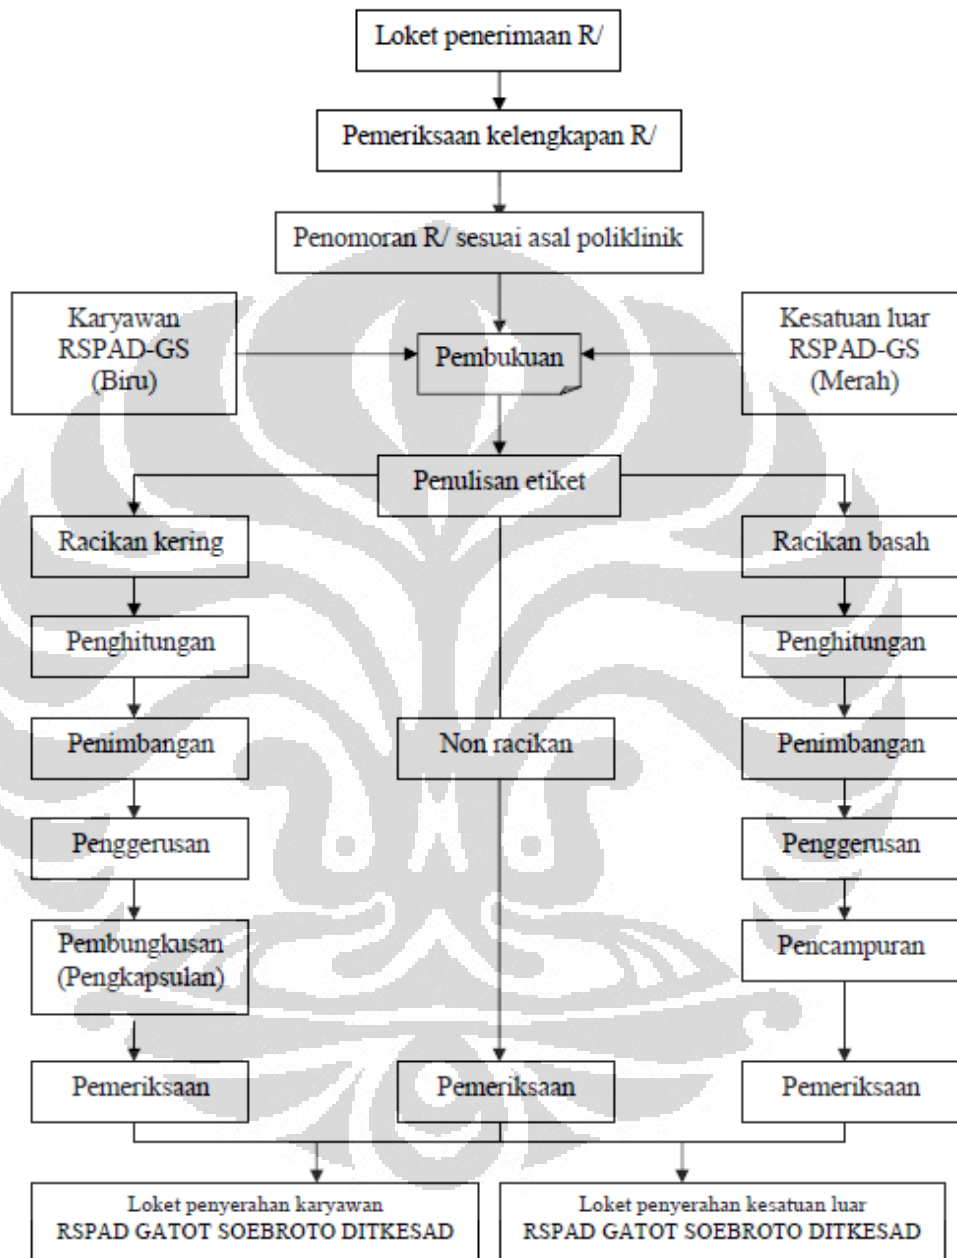 Loket penerimaan R/
Pemeriksaan kelengkapan R/
Penomoran R/ sesuai asal poliklinik
Karyawan
RSPAD-GS
(Biru)
Pembukuan
Kesatuan luar
RSPAD-GS
(Merah)
Penulisan etiket
Racikan kering
Racikan basah
Penghitungan
Penghitungan
Penimbangan
Non racikan
Penimbangan
Penggerusan
Penggerusan
Pembungkusan
(Pengkapsulan)
Pencampuran
Pemeriksaan
Pemeriksaan
Pemeriksaan
Loket penyerahan karyawan
RSPAD GATOT SOEBROTO DITKESAD
Loket penyerahan kesatuan luar
RSPAD GATOT SOEBROTO DITKESAD